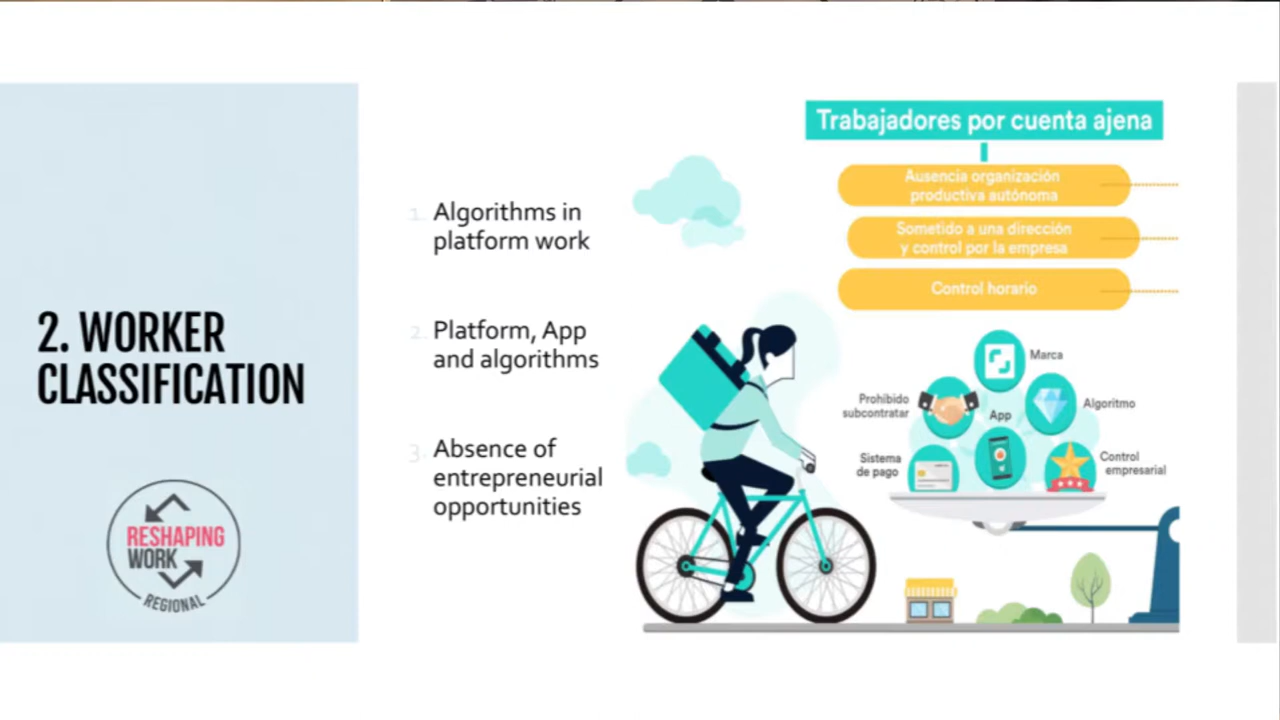 2. WORKER
CLASSIFICATION
RESHAPING
WORK
REGIONAL
1. Algorithms in
platform work
2. Platform, App
and algorithms
3. Absence of
entrepreneurial
opportunities
Trabajadores por cuenta ajena
Ausencia organización
productiva autónoma
Sometido a una dirección
y control por la empresa
Control horario
Marca
Prohibido
subcontratar
App
Algoritmo
Sistema
de pago
Control
empresarial